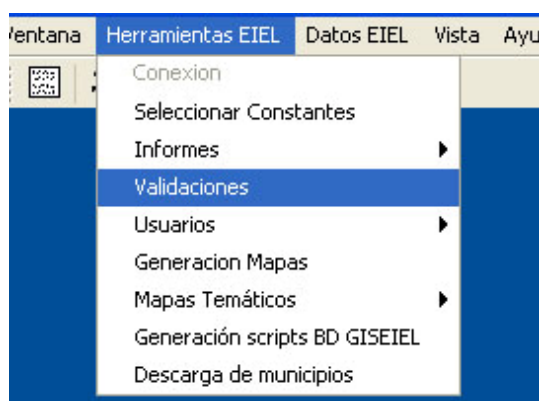 Ventana Herramientas EIEL Datos EIEL Vista Ayu
Conexion
Seleccionar Constantes
Informes
Validaciones
Usuarios
Generacion Mapas
Mapas Temáticos
Generación scripts BD GISEIEL
Descarga de municipios